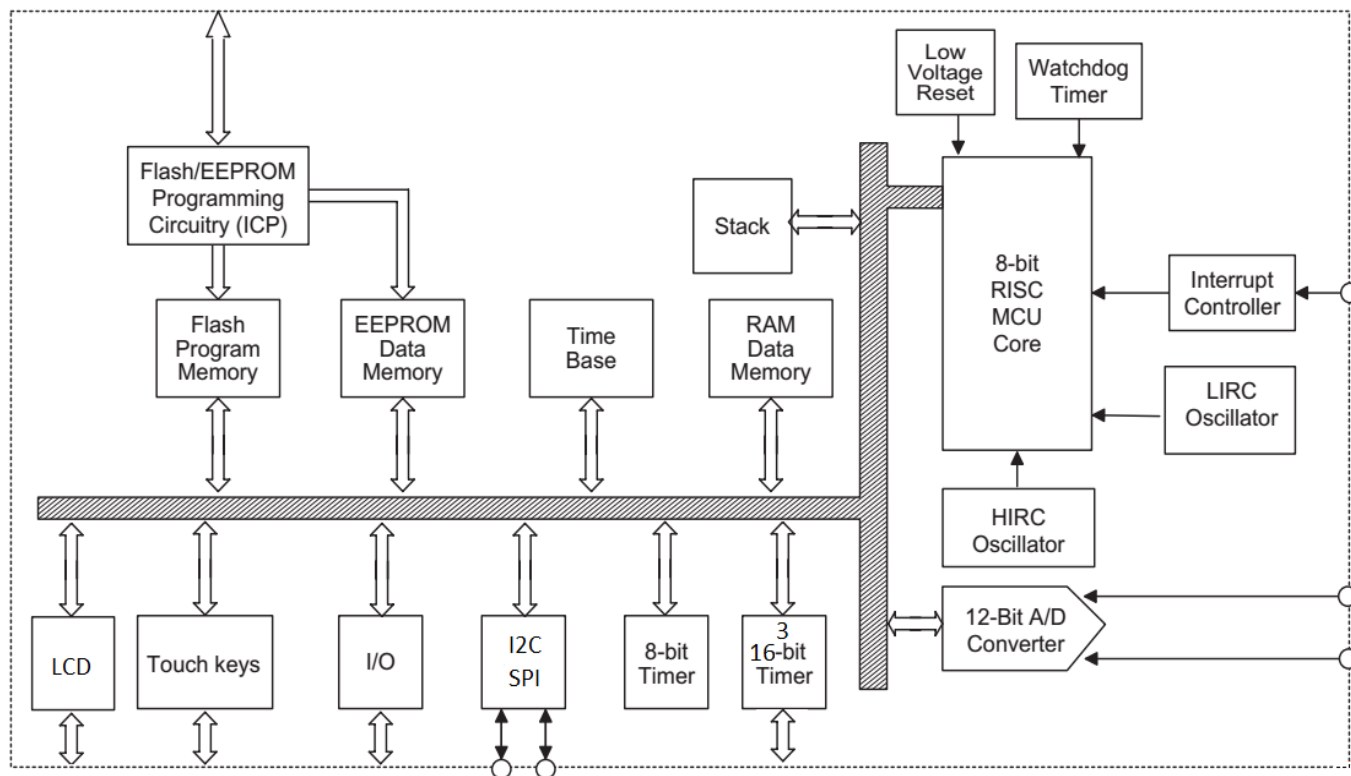 Low
Voltage
Reset
Watchdog
Timer
Flash/EEPROM
Programming
Circuitry (ICP)
Stack
8-bit
RISC
MCU
Core
Interrupt
Controller
Flash
Program
Memory
EEPROM
Data
Memory
Time
Base
RAM
Data
Memory
LIRC
Oscillator
HIRC
Oscillator
LCD
Touch keys
I/O
I2C
SPI
8-bit
Timer
3
16-bit
Timer
12-Bit A/D
Converter